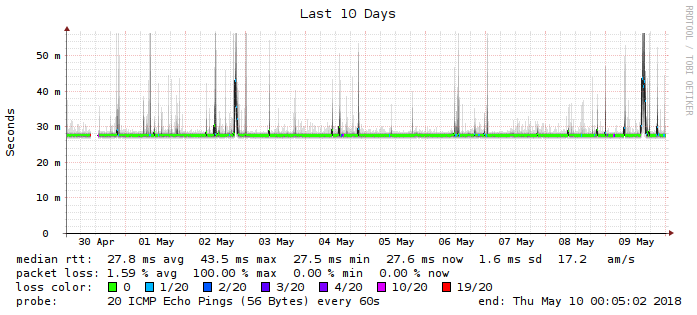 Last 10 Days
RRDTOOL / TOBI OETIKER
Seconds
50 m
40 m
30 m
20 m
10 m
0
30 Apr 01 May 02 May 03 May 04 May 05 May 06 May 07 May 08 May 09 May
median rtt: 27.8 ms avg 43.5 ms max 27.5 ms min 27.6 ms now 1.6 ms sd 17.2 am/s
packet loss: 1.59 % avg 100.00 % max 0.00 % min 0.00 % now
loss color: 0 1/20 2/20 3/20 4/20 10/20 19/20
probe: 20 ICMP Echo Pings (56 Bytes) every 60s end: Thu May 10 00:05:02 2018